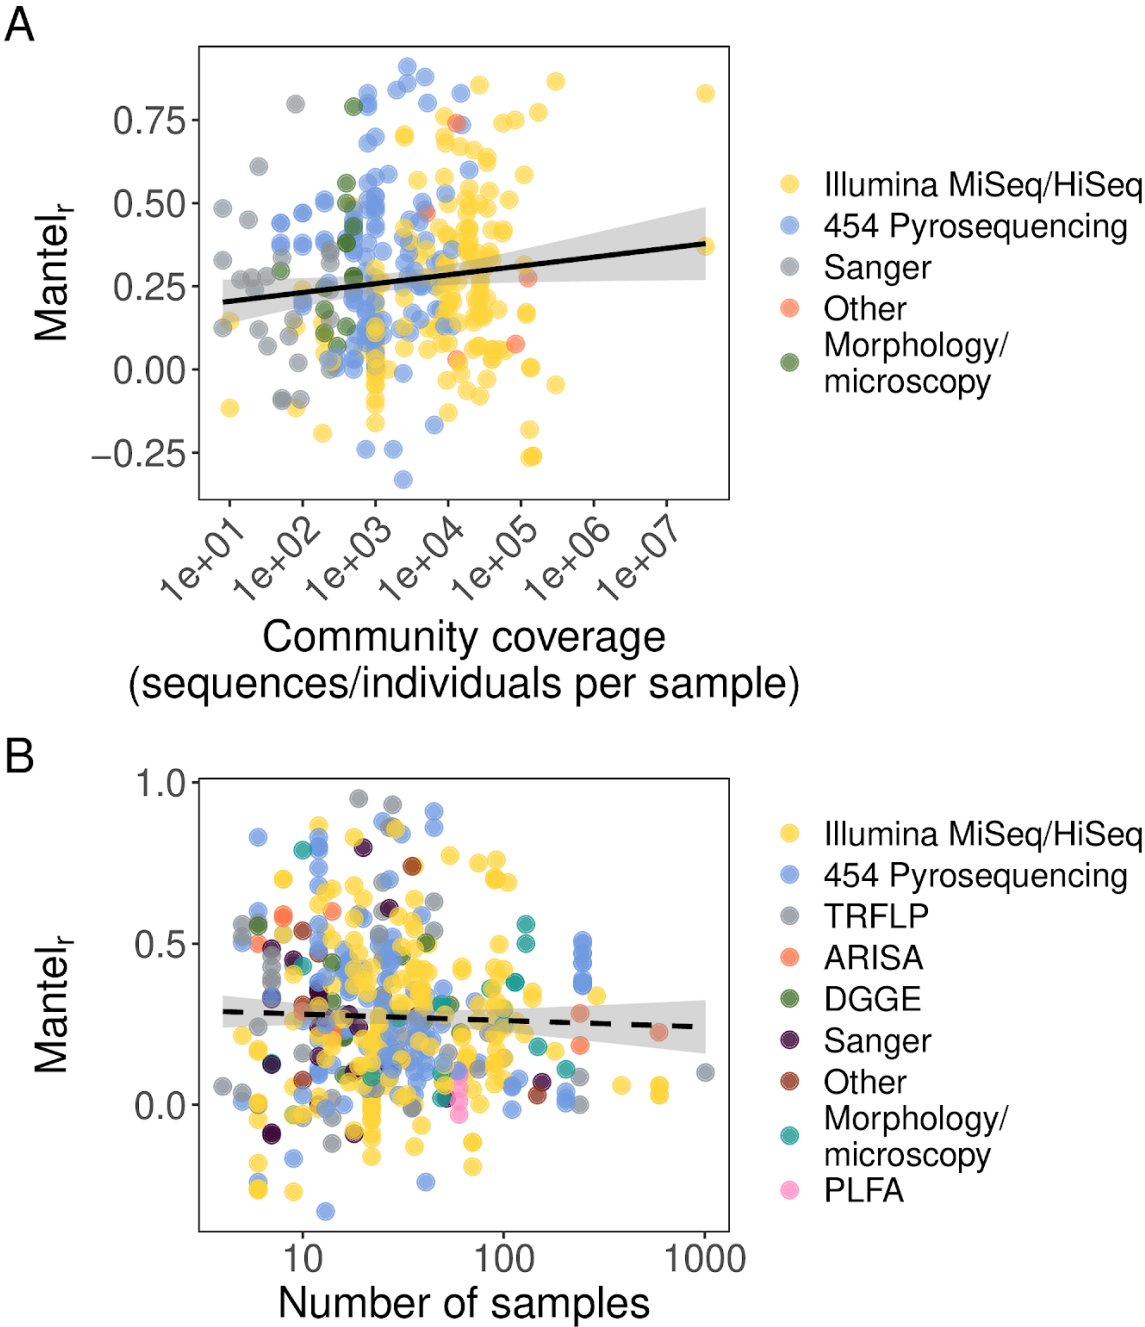 A
Mantelr
0.75
0.50
0.25
0.00
−0.25
1e+01
1e+02
1e+03
1e+04
1e+05
1e+06
1e+07
Community coverage
(sequences/individuals per sample)
Illumina MiSeq/HiSeq
454 Pyrosequencing
Sanger
Other
Morphology/
microscopy
B
Mantelr
1.0
0.5
0.0
10
100
1000
Number of samples
Illumina MiSeq/HiSeq
454 Pyrosequencing
TRFLP
ARISA
DGGE
Sanger
Other
Morphology/
microscopy
PLFA